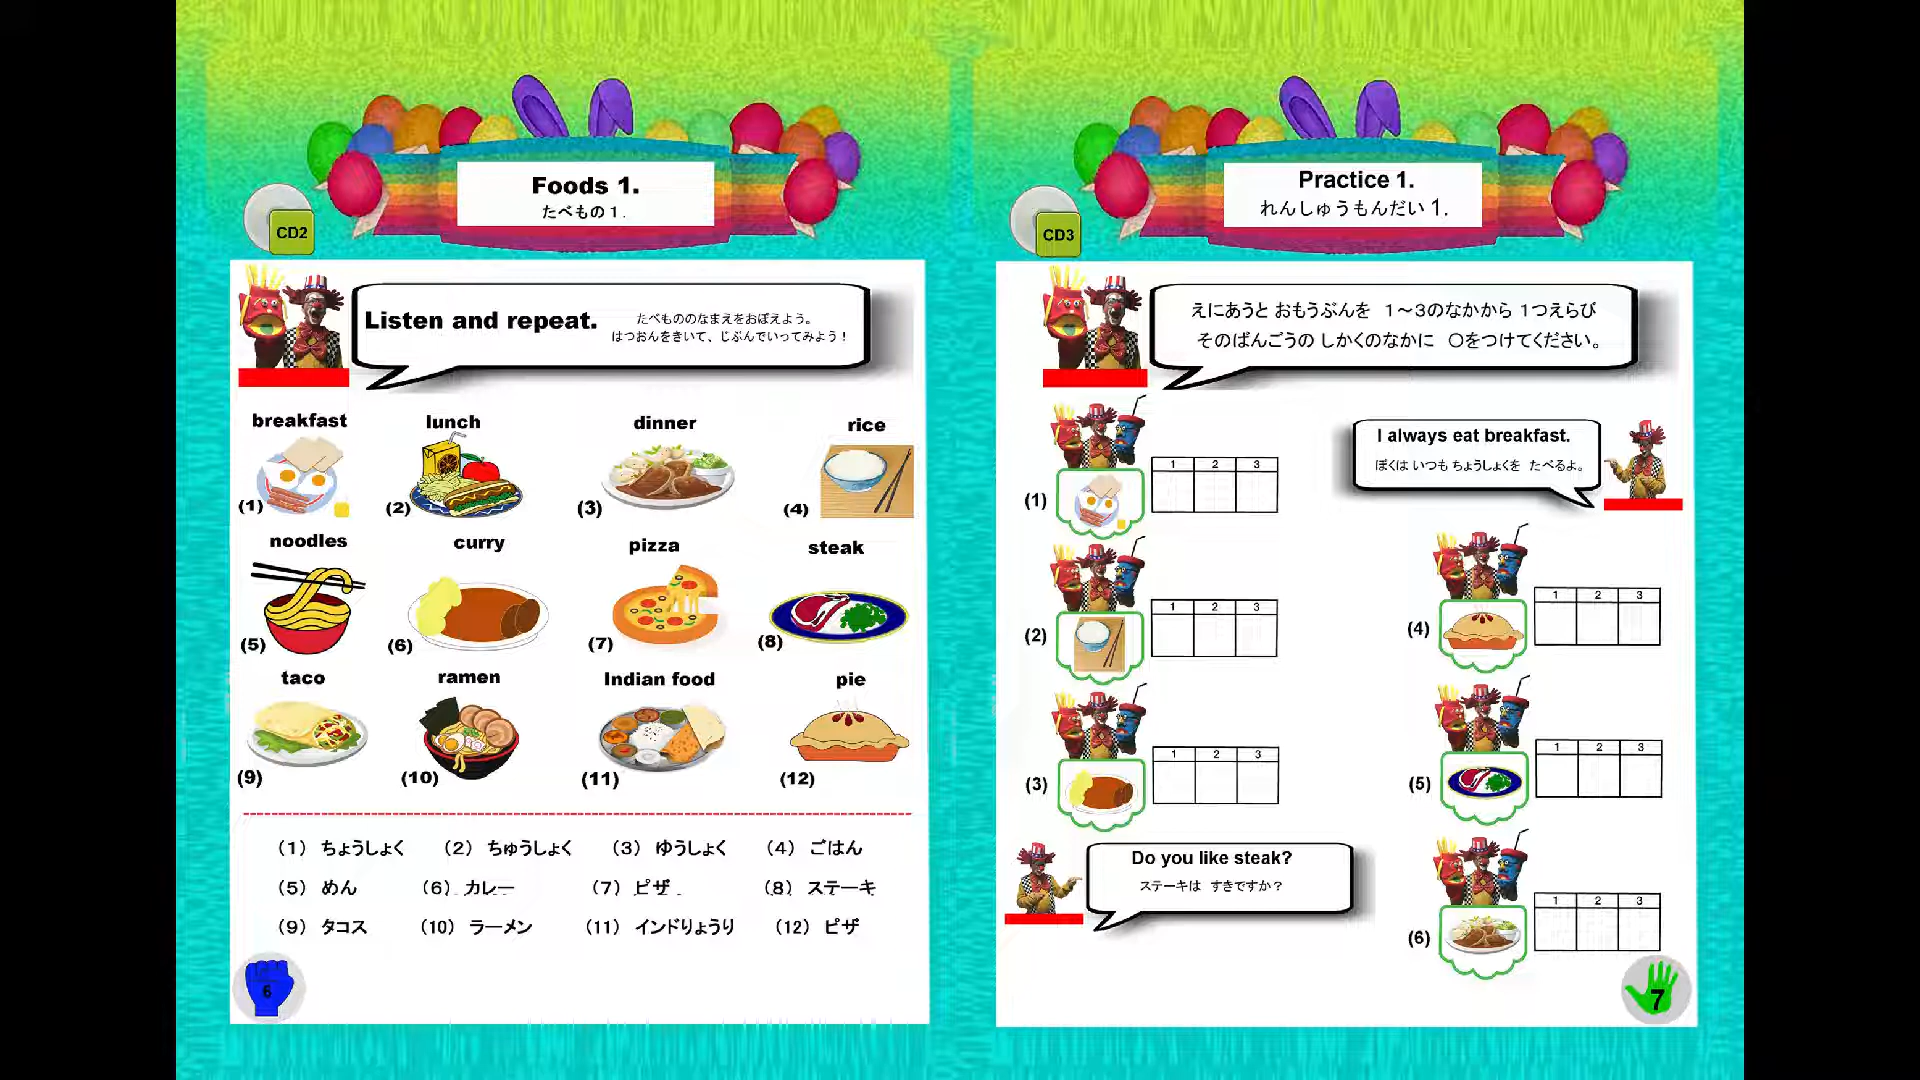 Foods 1.
たべもの 1.
CD2
Listen and repeat.
たべもののなまえをおぼえよう。
はつおんをきいて、じぶんでいってみよう!
breakfast
lunch
dinner
rice
(1)
(2)
(3)
(4)
noodles
curry
pizza
steak
(5)
(6)
(7)
(8)
taco
ramen
Indian food
pie
(9)
(10)
(11)
(12)
(1) ちょうしょく (2) ちゅうしょく (3) ゆうしょく (4) ごはん
(5) めん (6) カレー (7) ピザ (8) ステーキ
(9) タコス (10) ラーメン (11) インドりょうり (12) ピザ
6
Practice 1.
れんしゅうもんだい 1.
CD3
えにあうと おもうぶんを 1~3のなかから 1つえらび
そのばんごうの しかくのなかに ○をつけてください。
I always eat breakfast.
ぼくは いつも ちょうしょくを たべるよ。
(1)
1 2 3
(2)
1 2 3
(3)
1 2 3
Do you like steak?
ステーキは すきですか?
(4)
1 2 3
(5)
1 2 3
(6)
1 2 3
7